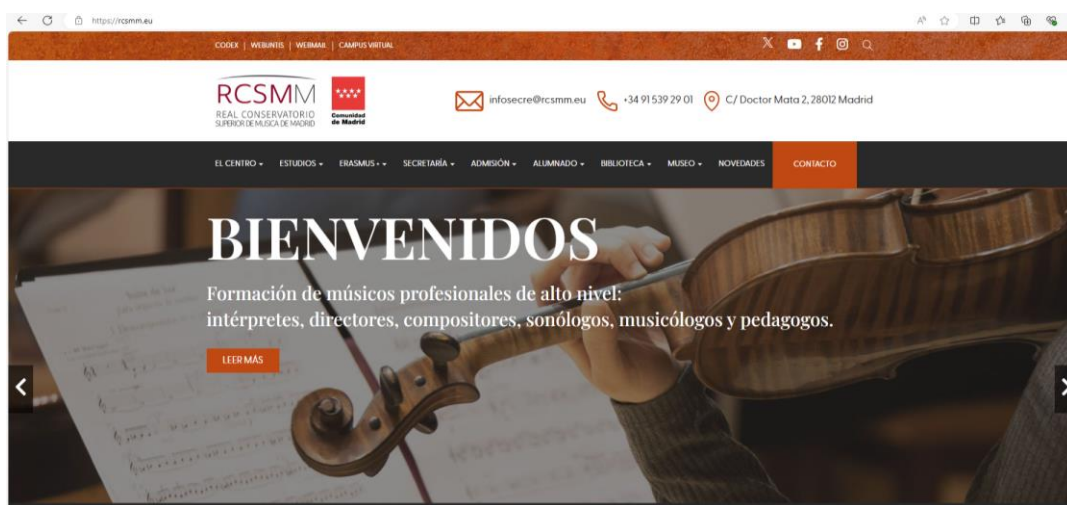 https://rcsmm.eu
CODEX | WEBUNTIS | WEBMAIL | CAMPUS VIRTUAL
RCSMM
REAL CONSERVATORIO
SUPERIOR DE MUSICA DE MADRID
Comunidad
de Madrid
infosecre@rcsmm.eu
+34 91 539 29 01
C/ Doctor Mata 2, 28012 Madrid
EL CENTRO ESTUDIOS ERASMUS+ SECRETARÍA ADMISIÓN ALUMNADO BIBLIOTECA MUSEO NOVEDADES CONTACTO
BIENVENIDOS
Formación de músicos profesionales de alto nivel:
intérpretes, directores, compositores, sonólogos, musicólogos y pedagogos.
LEER MÁS